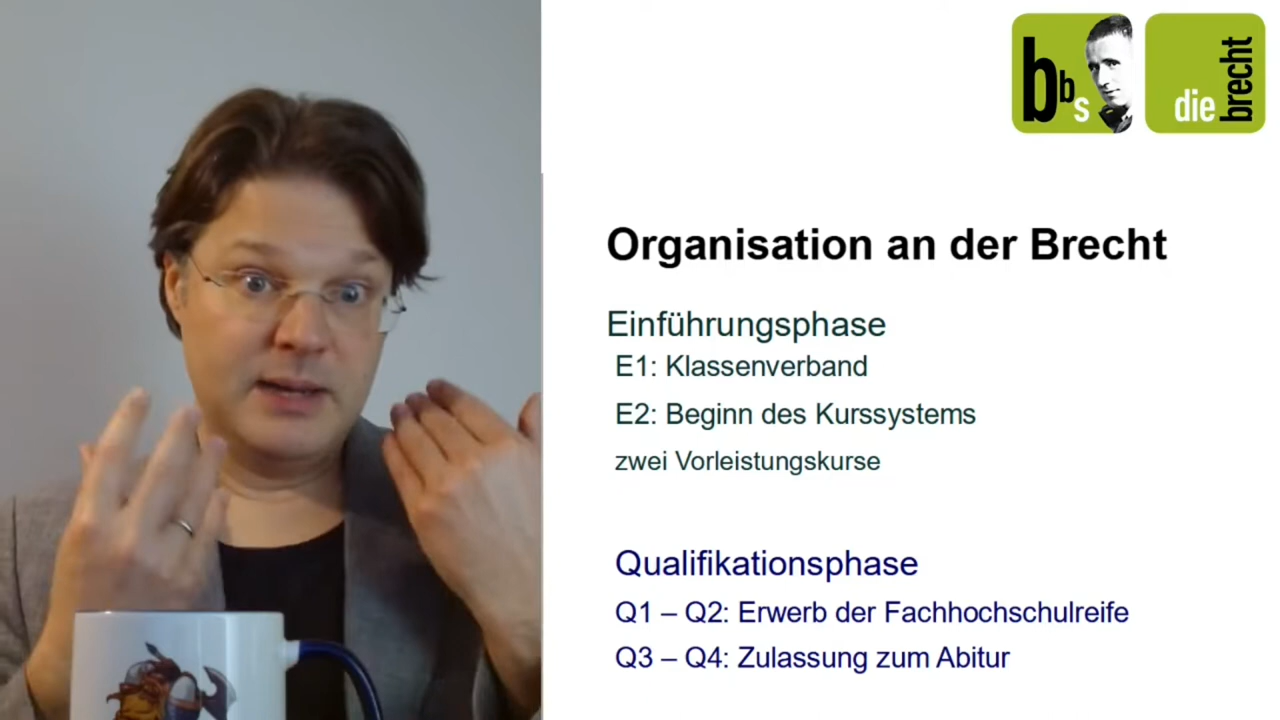 bbs
die brecht
Organisation an der Brecht
Einführungsphase
E1: Klassenverband
E2: Beginn des Kurssystems
zwei Vorleistungskurse
Qualifikationsphase
Q1 – Q2: Erwerb der Fachhochschulreife
Q3 – Q4: Zulassung zum Abitur